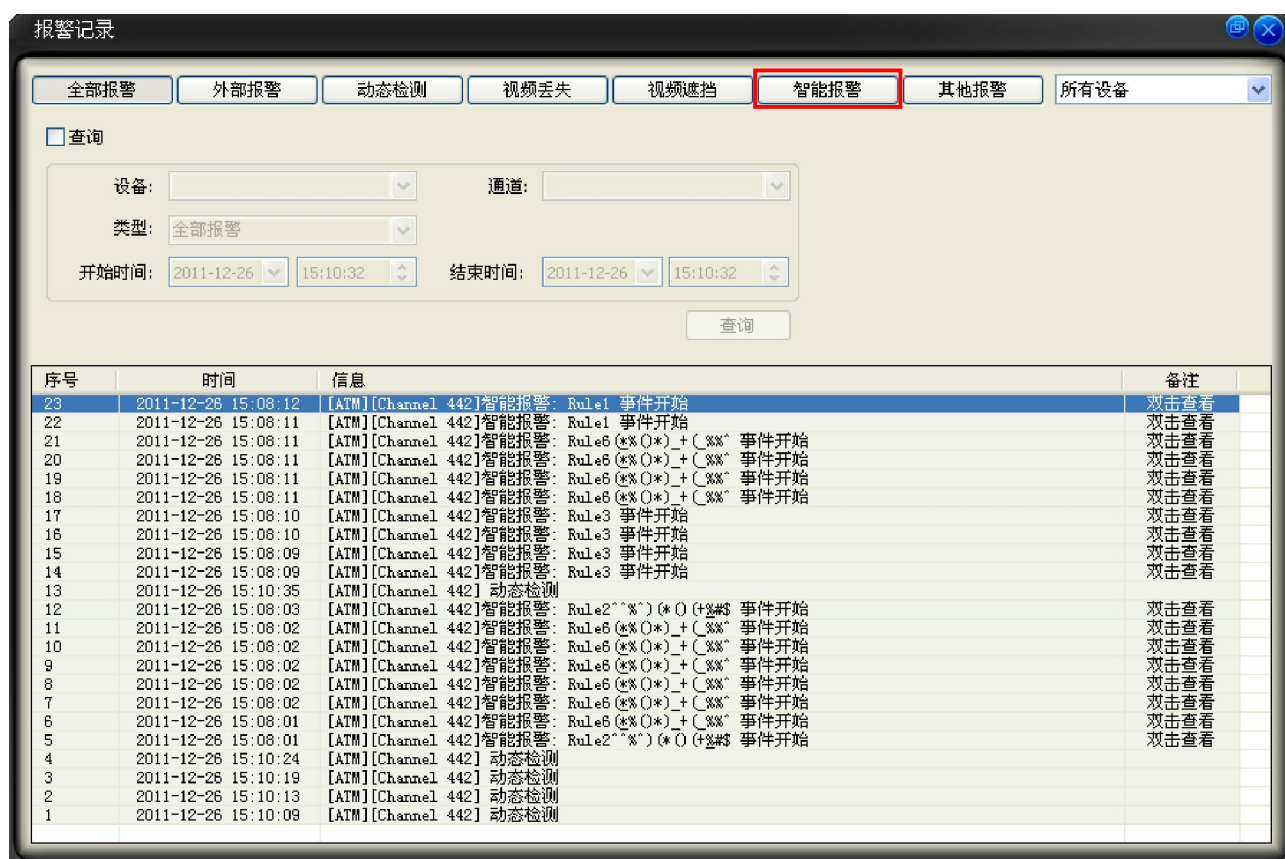 报警记录
全部报警 外部报警 动态检测 视频丢失 视频遮挡 智能报警 其他报警 所有设备
查询
设备: 通道:
类型: 全部报警
开始时间: 2011-12-26 15:10:32 结束时间: 2011-12-26 15:10:32
查询
序号 时间 信息 备注
23 2011-12-26 15:08:12 [ATM][Channel 442]智能报警: Rule1 事件开始 双击查看
22 2011-12-26 15:08:11 [ATM][Channel 442]智能报警: Rule1 事件开始 双击查看
21 2011-12-26 15:08:11 [ATM][Channel 442]智能报警: Rule6(*%()*)_+(_%%^ 事件开始 双击查看
20 2011-12-26 15:08:11 [ATM][Channel 442]智能报警: Rule6(*%()*)_+(_%%^ 事件开始 双击查看
19 2011-12-26 15:08:11 [ATM][Channel 442]智能报警: Rule6(*%()*)_+(_%%^ 事件开始 双击查看
18 2011-12-26 15:08:11 [ATM][Channel 442]智能报警: Rule6(*%()*)_+(_%%^ 事件开始 双击查看
17 2011-12-26 15:08:10 [ATM][Channel 442]智能报警: Rule3 事件开始 双击查看
16 2011-12-26 15:08:10 [ATM][Channel 442]智能报警: Rule3 事件开始 双击查看
15 2011-12-26 15:08:09 [ATM][Channel 442]智能报警: Rule3 事件开始 双击查看
14 2011-12-26 15:08:09 [ATM][Channel 442]智能报警: Rule3 事件开始 双击查看
13 2011-12-26 15:10:35 [ATM][Channel 442] 动态检测
12 2011-12-26 15:08:03 [ATM][Channel 442]智能报警: Rule2^^%^)(*()(+%#$ 事件开始 双击查看
11 2011-12-26 15:08:02 [ATM][Channel 442]智能报警: Rule6(*%()*)_+(_%%^ 事件开始 双击查看
10 2011-12-26 15:08:02 [ATM][Channel 442]智能报警: Rule6(*%()*)_+(_%%^ 事件开始 双击查看
9 2011-12-26 15:08:02 [ATM][Channel 442]智能报警: Rule6(*%()*)_+(_%%^ 事件开始 双击查看
8 2011-12-26 15:08:02 [ATM][Channel 442]智能报警: Rule6(*%()*)_+(_%%^ 事件开始 双击查看
7 2011-12-26 15:08:02 [ATM][Channel 442]智能报警: Rule6(*%()*)_+(_%%^ 事件开始 双击查看
6 2011-12-26 15:08:01 [ATM][Channel 442]智能报警: Rule6(*%()*)_+(_%%^ 事件开始 双击查看
5 2011-12-26 15:08:01 [ATM][Channel 442]智能报警: Rule2^^%^)(*()(+%#$ 事件开始 双击查看
4 2011-12-26 15:10:24 [ATM][Channel 442] 动态检测
3 2011-12-26 15:10:19 [ATM][Channel 442] 动态检测
2 2011-12-26 15:10:13 [ATM][Channel 442] 动态检测
1 2011-12-26 15:10:09 [ATM][Channel 442] 动态检测